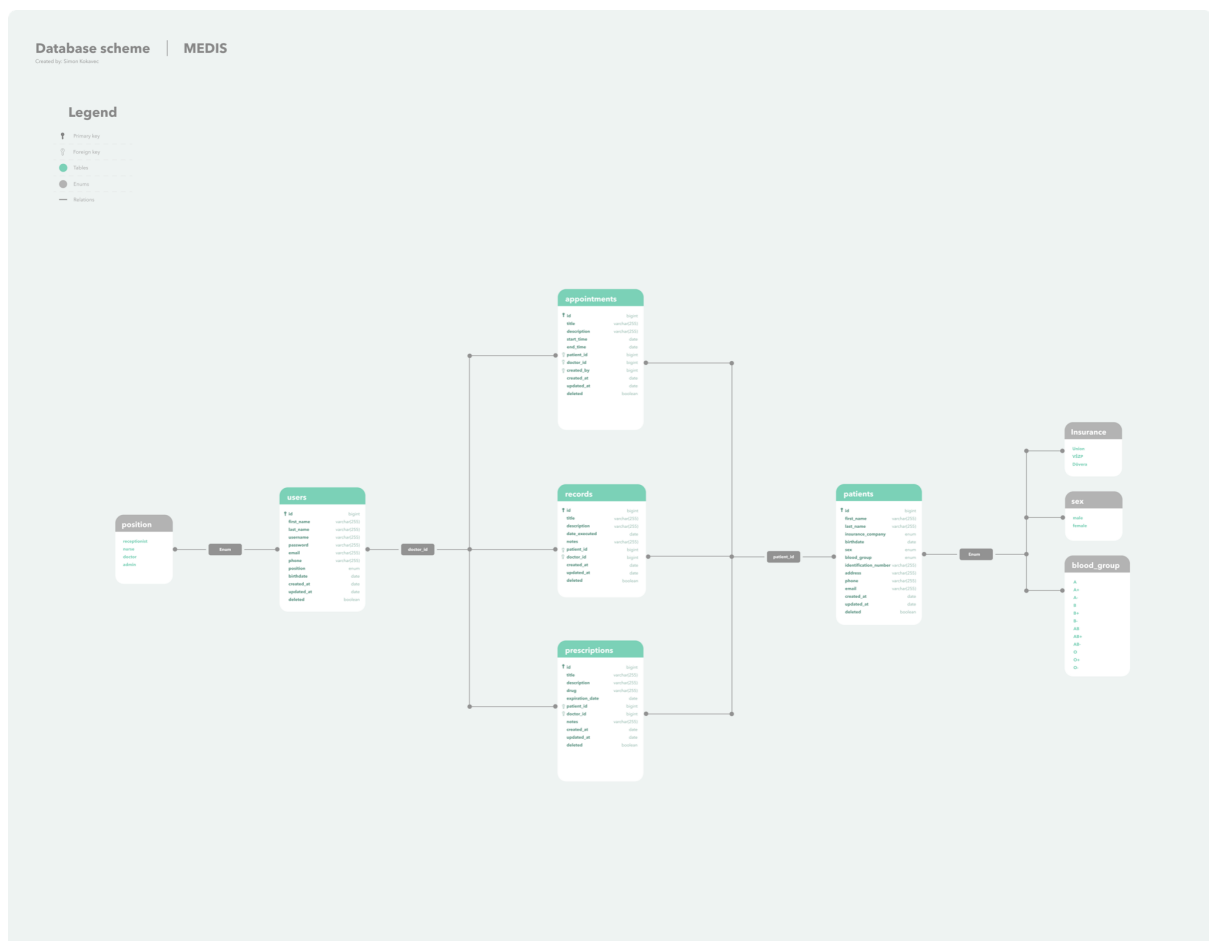 Database scheme | MEDIS
Created by: Simon Kokavec
Legend
Primary key
Foreign key
Tables
Enums
Relations
appointments
id bigint
title varchar(255)
description varchar(255)
start_time date
end_time date
patient_id bigint
doctor_id bigint
created_by bigint
created_at date
updated_at date
deleted boolean
position
receptionist
nurse
doctor
admin
Enum
users
id bigint
first_name varchar(255)
last_name varchar(255)
username varchar(255)
password varchar(255)
email varchar(255)
phone varchar(255)
position enum
birthdate date
created_at date
updated_at date
deleted boolean
doctor_id
records
id bigint
title varchar(255)
description varchar(255)
date_executed date
notes varchar(255)
patient_id bigint
doctor_id bigint
created_at date
updated_at date
deleted boolean
prescriptions
id bigint
title varchar(255)
description varchar(255)
drug varchar(255)
expiration_date date
patient_id bigint
doctor_id bigint
notes varchar(255)
created_at date
updated_at date
deleted boolean
patient_id
patients
id bigint
first_name varchar(255)
last_name varchar(255)
insurance_company enum
birthdate date
sex enum
blood_group enum
identification_number varchar(255)
address varchar(255)
phone varchar(255)
email varchar(255)
created_at date
updated_at date
deleted boolean
Enum
Insurance
Union
VSZP
Dôvera
sex
male
female
blood_group
A
A+
A-
B
B+
B-
AB
AB+
AB-
O
O+
O-